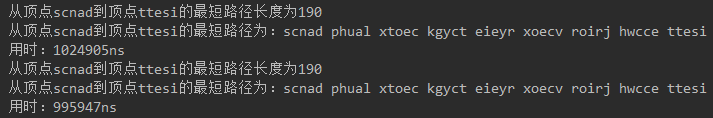 从顶点scnad到顶点ttesi的最短路径长度为190
从顶点scnad到顶点ttesi的最短路径为：scnad phual xtoec kgyct eieyr xoecv roirj hwcce ttesi
用时：1024905ns
从顶点scnad到顶点ttesi的最短路径长度为190
从顶点scnad到顶点ttesi的最短路径为：scnad phual xtoec kgyct eieyr xoecv roirj hwcce ttesi
用时：995947ns